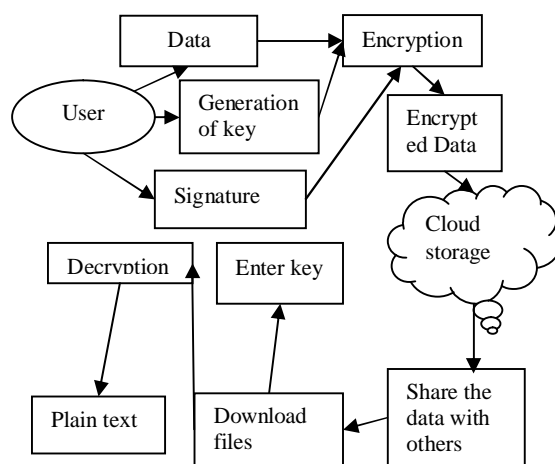 Data
Encryption
User
Generation
of key
Encrypt
ed Data
Signature
Cloud
storage
Decryption
Enter key
Plain text
Download
files
Share the
data with
others